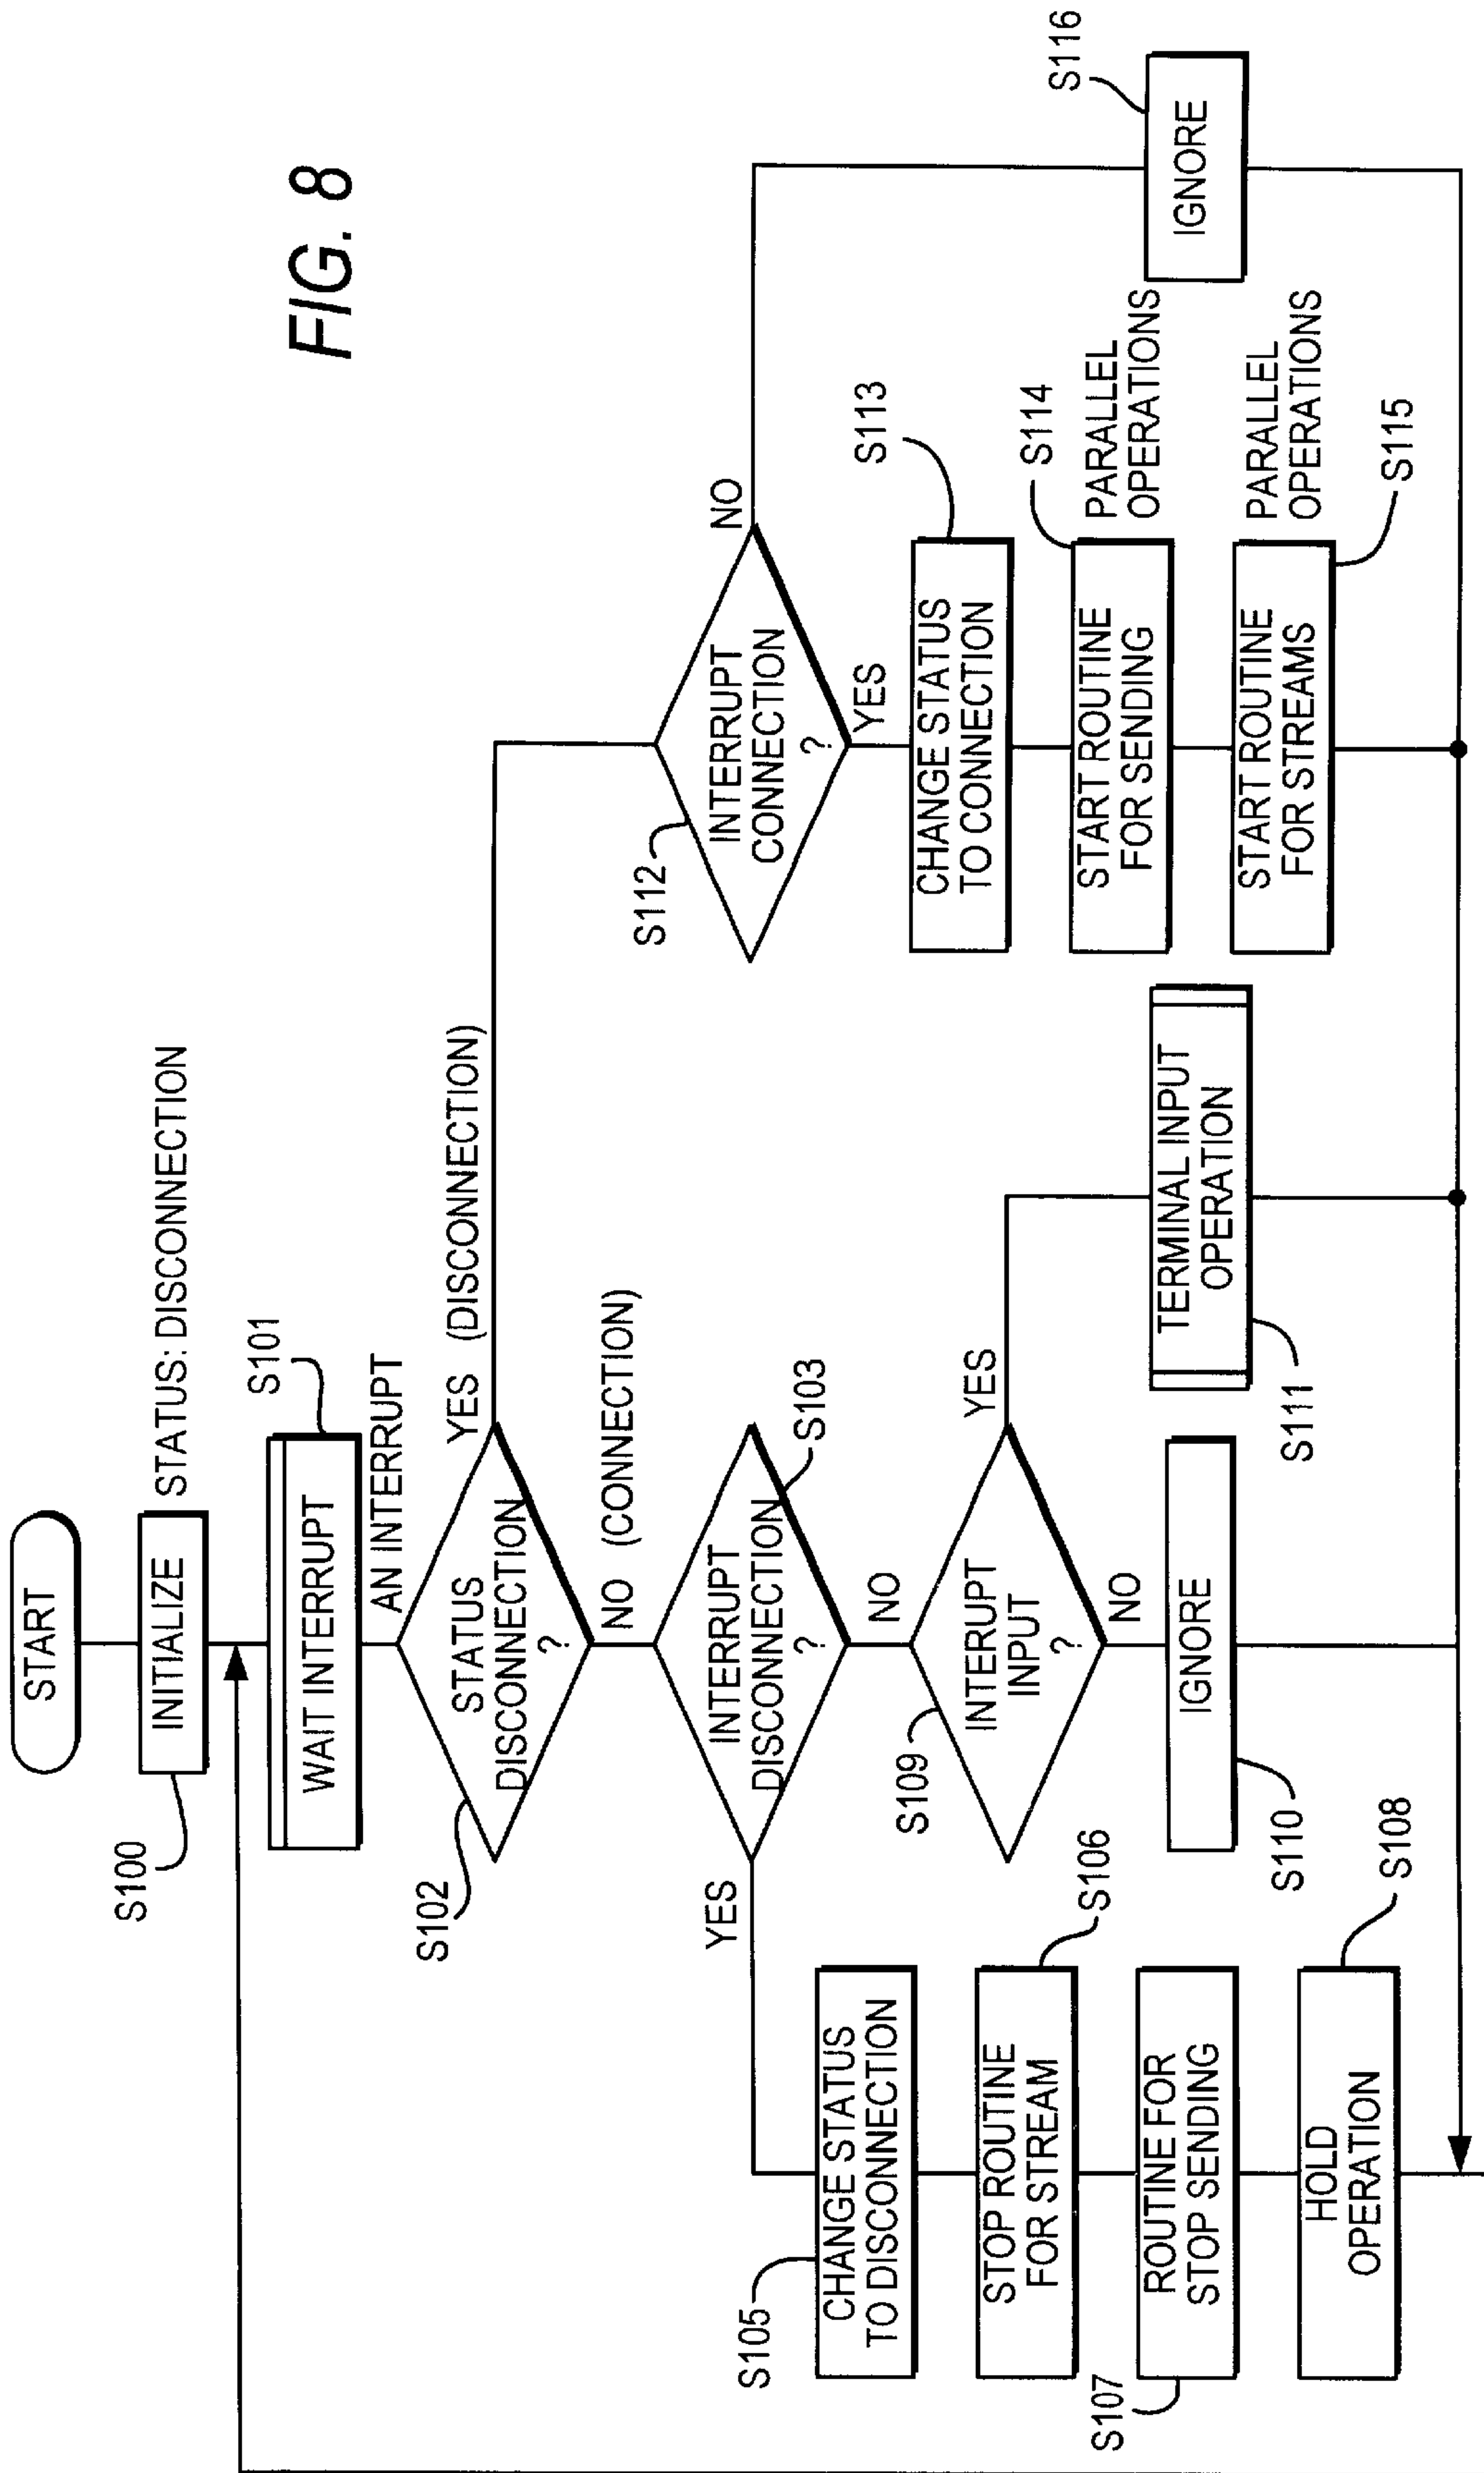 FIG. 8
START
INITIALIZE
S100
STATUS: DISCONNECTION
WAIT INTERRUPT
S101
AN INTERRUPT
STATUS
DISCONNECTION
?
S102
YES (DISCONNECTION)
NO (CONNECTION)
INTERRUPT
DISCONNECTION
?
S103
YES
NO
CHANGE STATUS
TO DISCONNECTION
S105
STOP ROUTINE
FOR STREAM
S106
ROUTINE FOR
STOP SENDING
S107
HOLD
OPERATION
S108
INTERRUPT
INPUT
?
S109
YES
NO
IGNORE
S110
TERMINAL INPUT
OPERATION
S111
INTERRUPT
CONNECTION
?
S112
NO
YES
CHANGE STATUS
TO CONNECTION
S113
START ROUTINE
FOR SENDING
S114
PARALLEL
OPERATIONS
START ROUTINE
FOR STREAMS
S115
PARALLEL
OPERATIONS
IGNORE
S116